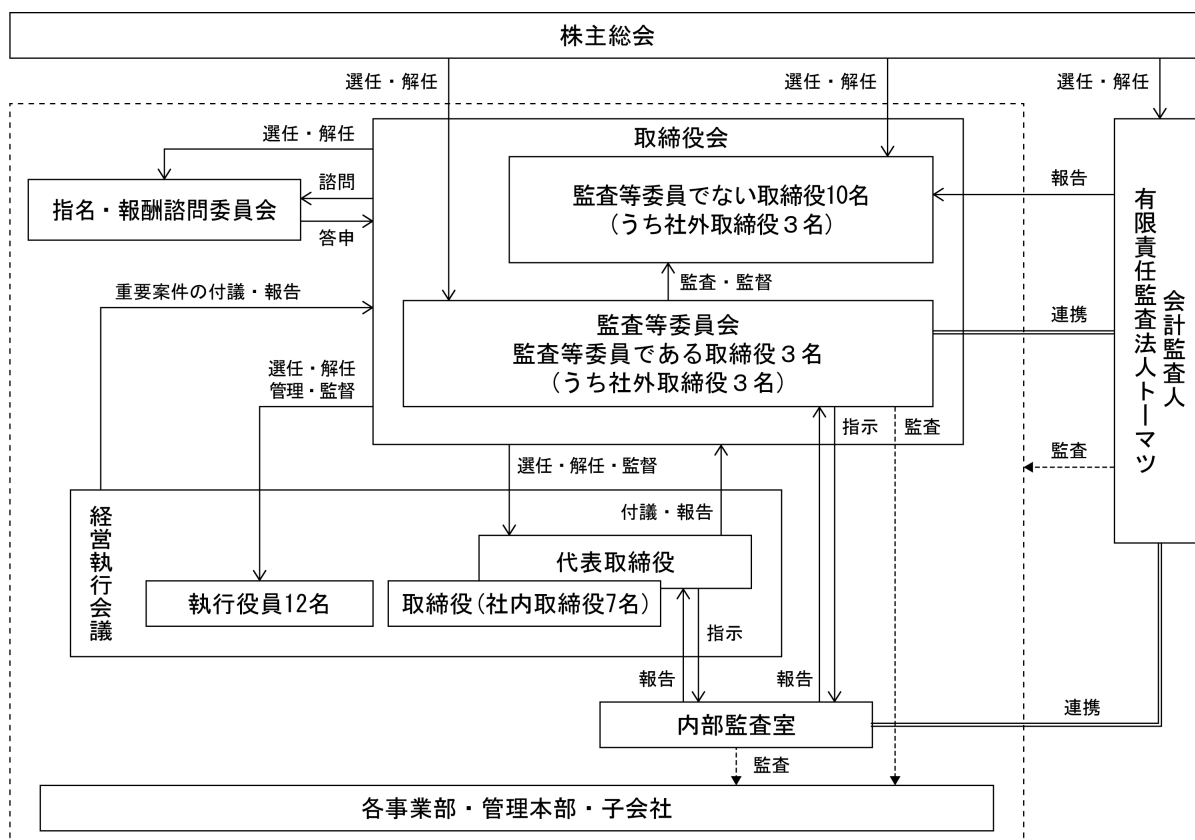 株主総会
選任・解任
選任・解任
選任・解任
選任・解任
取締役会
諮問
指名・報酬諮問委員会
答申
監査等委員でない取締役10名
(うち社外取締役３名)
報告
監査・監督
重要案件の付議・報告
監査等委員会
監査等委員である取締役３名
(うち社外取締役３名)
連携
会計監査人
有限責任監査法人トーマツ
選任・解任
管理・監督
指示
監査
監査
選任・解任・監督
付議・報告
経営執行会議
代表取締役
執行役員12名
取締役(社内取締役7名)
指示
報告
報告
内部監査室
連携
監査
各事業部・管理本部・子会社